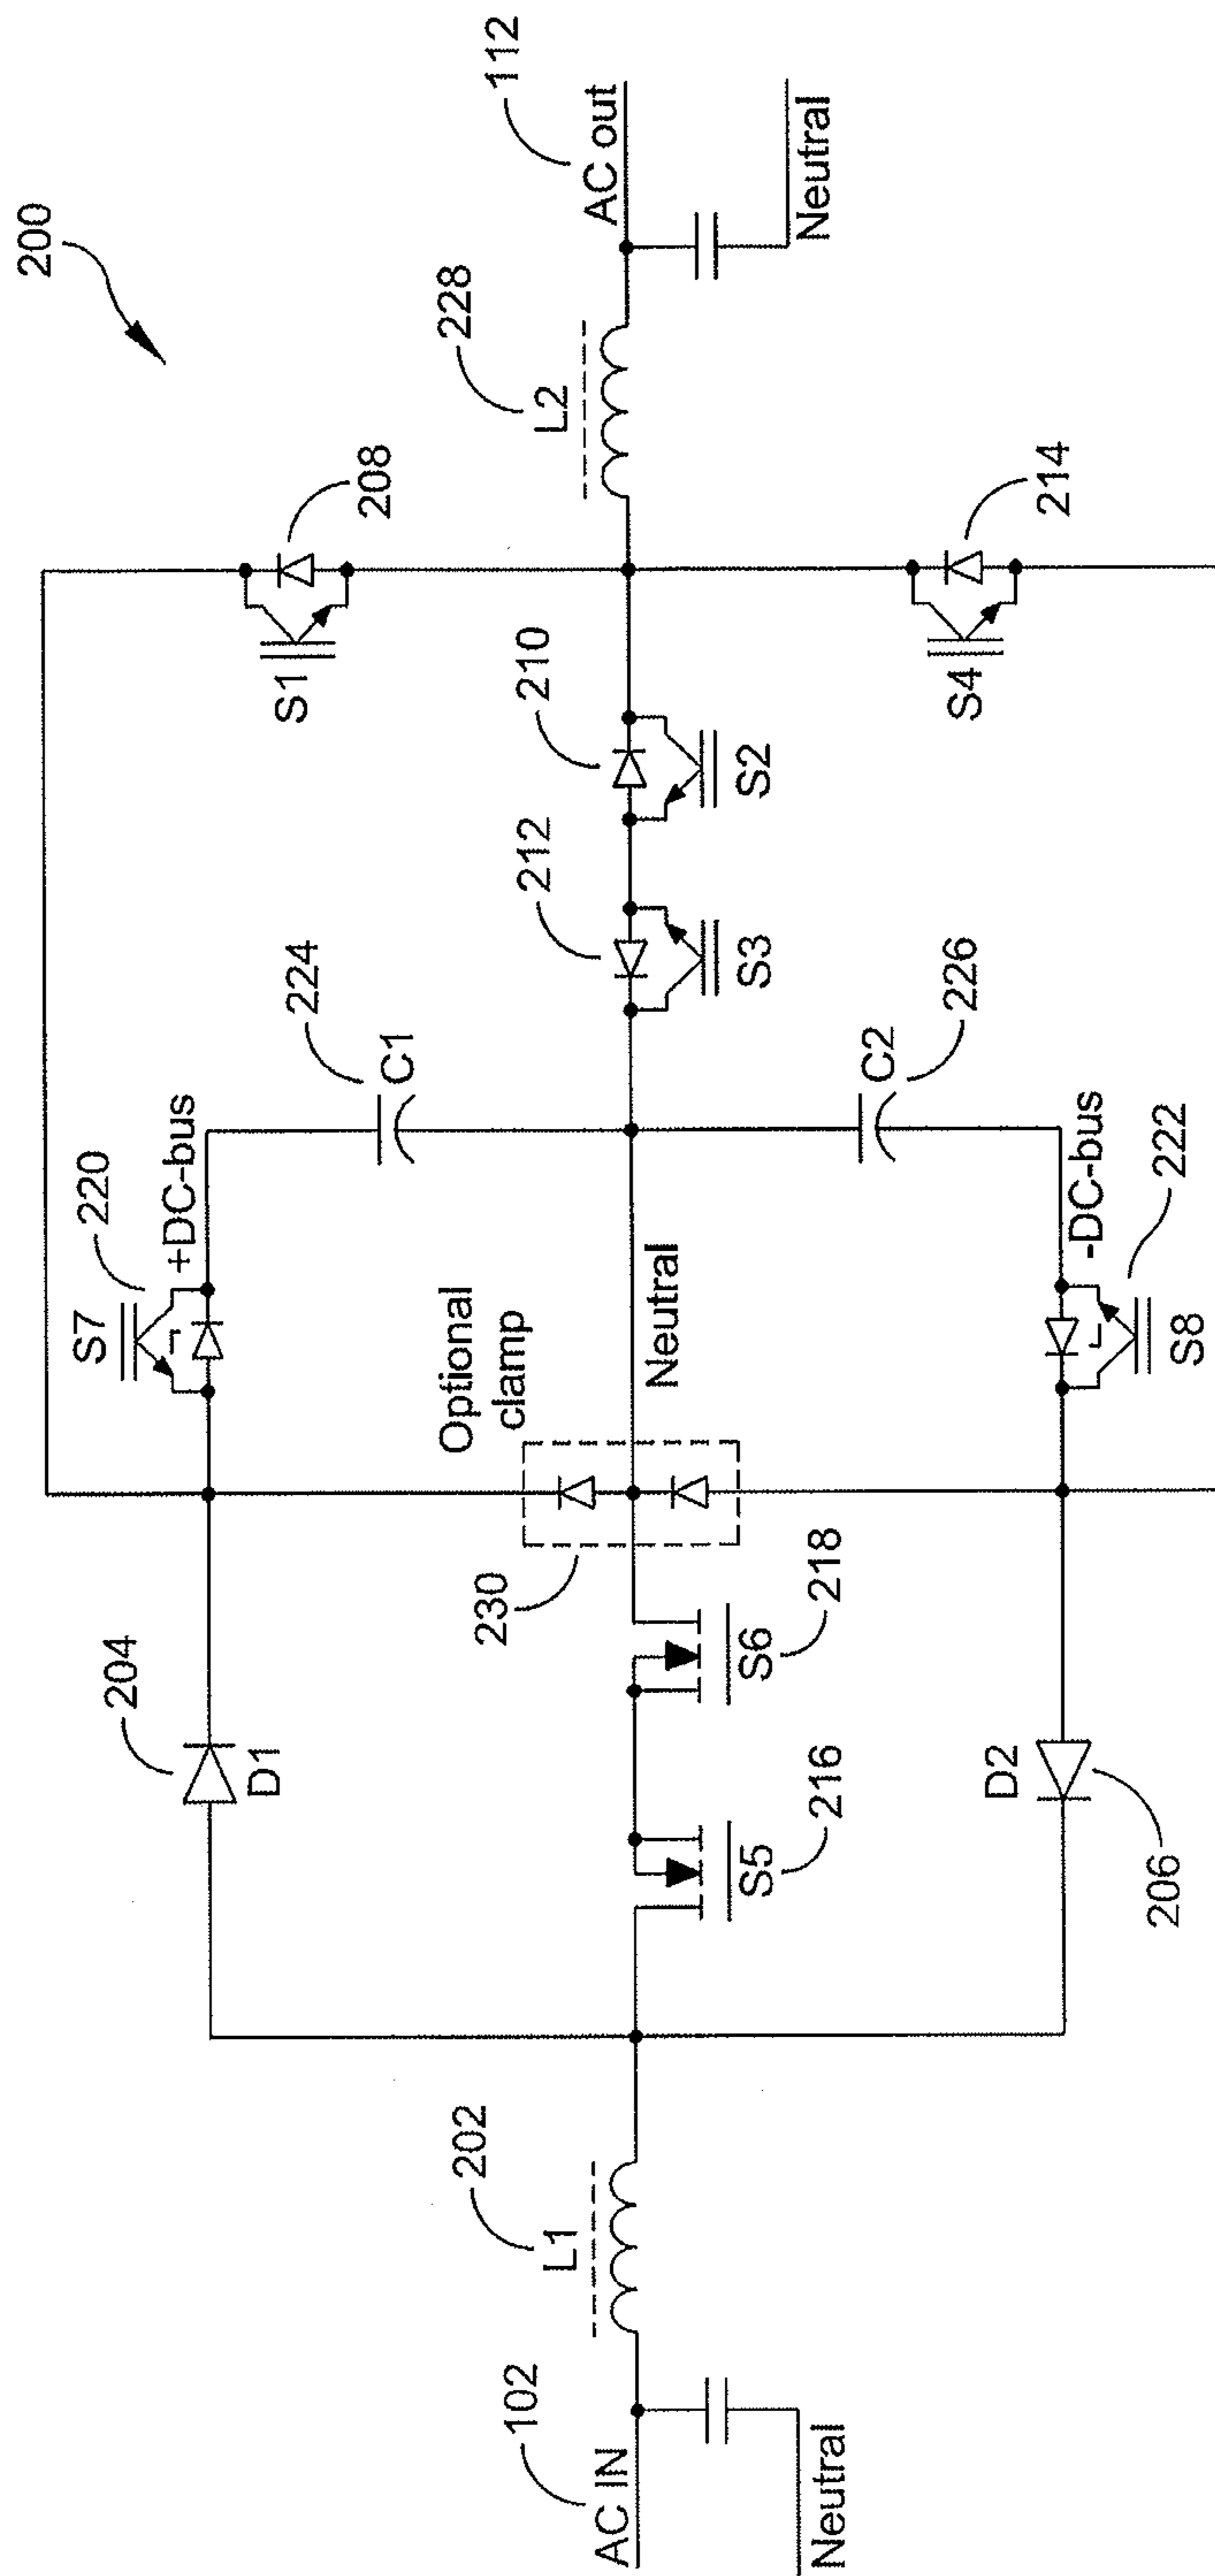 200
204
D1
S7
220
+DC-bus
224
C1
S1
208
Optional
clamp
230
Neutral
AC IN
102
L1
202
S5
216
S6
218
212
S3
210
S2
L2
228
AC out
112
Neutral
Neutral
D2
206
S8
222
-DC-bus
C2
226
S4
214